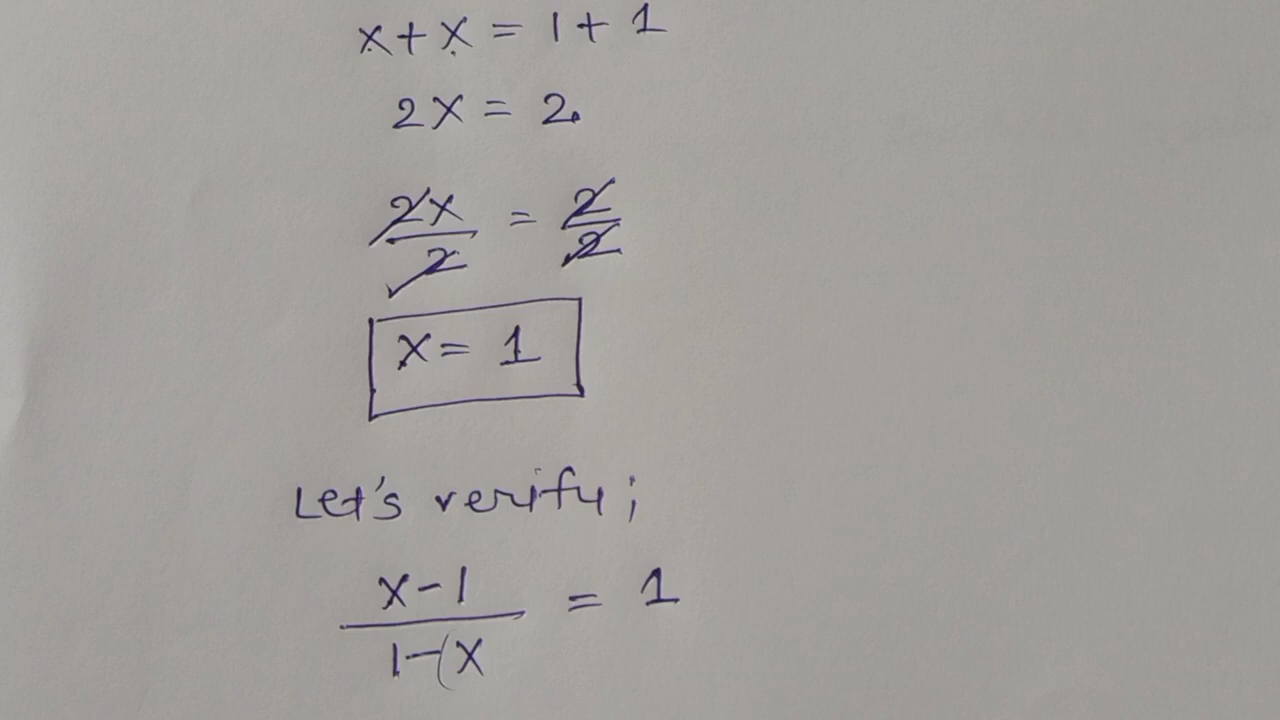 x+x = 1+1
2x = 2.
2x/2 = 2/2
x = 1
Let's verify;
x-1
= 1
1-(x